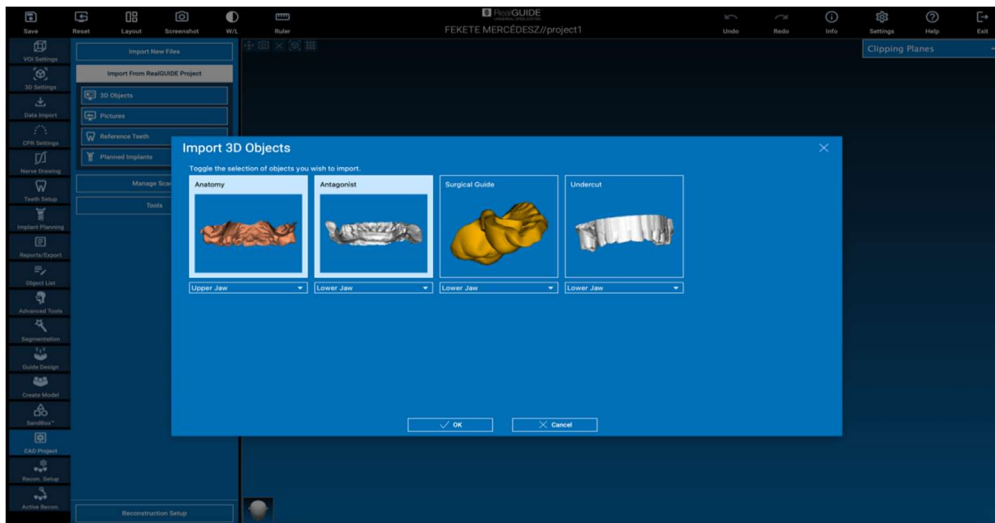 RealGUIDE
Save
Reset
Layout
Screenshot
W/L
Ruler
FEKETE MERCÉDESZ//project1
Undo
Redo
Info
Settings
Help
Exit
VOI Settings
3D Settings
Data Import
CPR Settings
Nerve Drawing
Teeth Setup
Implant Planning
Reports/Export
Object List
Advanced Tools
Segmentation
Guide Design
Create Model
SandBox
CAD Project
Recon. Setup
Active Recon.
Import New Files
Import From RealGUIDE Project
3D Objects
Pictures
Reference Teeth
Planned Implants
Manage
Tools
Reconstruction Setup
Clipping Planes
Import 3D Objects
Toggle the selection of objects you wish to import.
Anatomy
Antagonist
Surgical Guide
Undercut
Upper Jaw
Lower Jaw
Lower Jaw
Lower Jaw
OK
Cancel